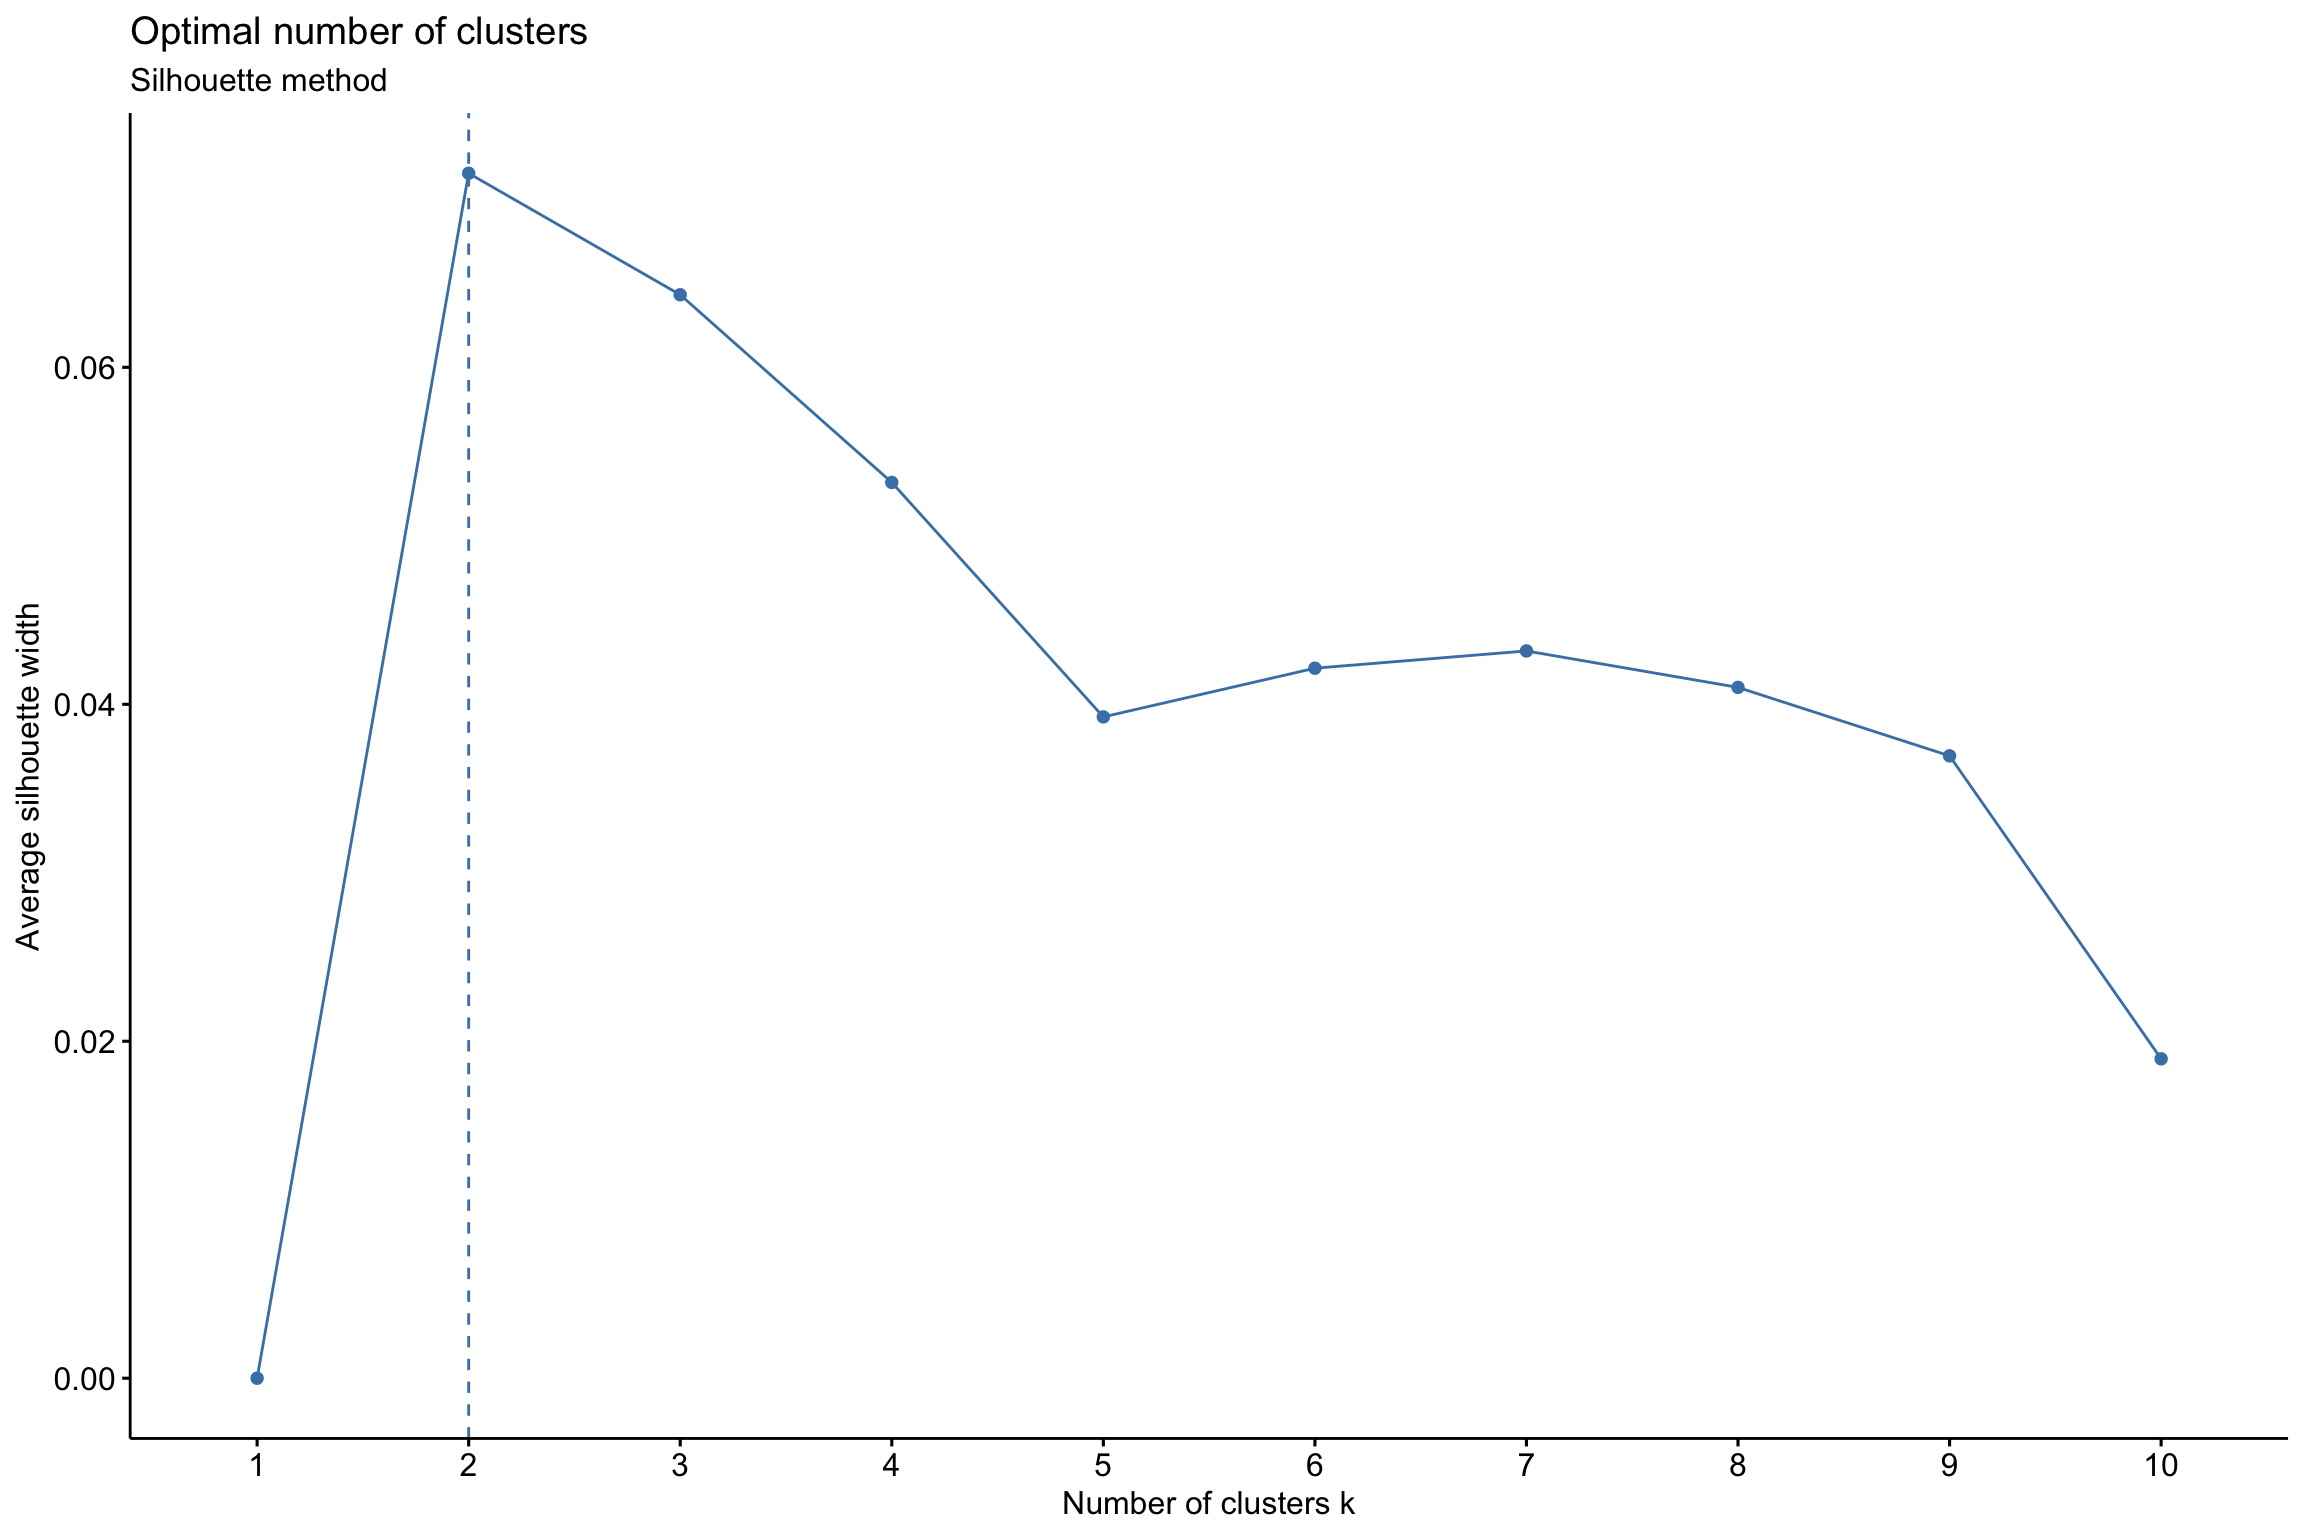 Optimal number of clusters
Silhouette method
Average silhouette width
0.06
0.04
0.02
0.00
1 2 3 4 5 6 7 8 9 10
Number of clusters k